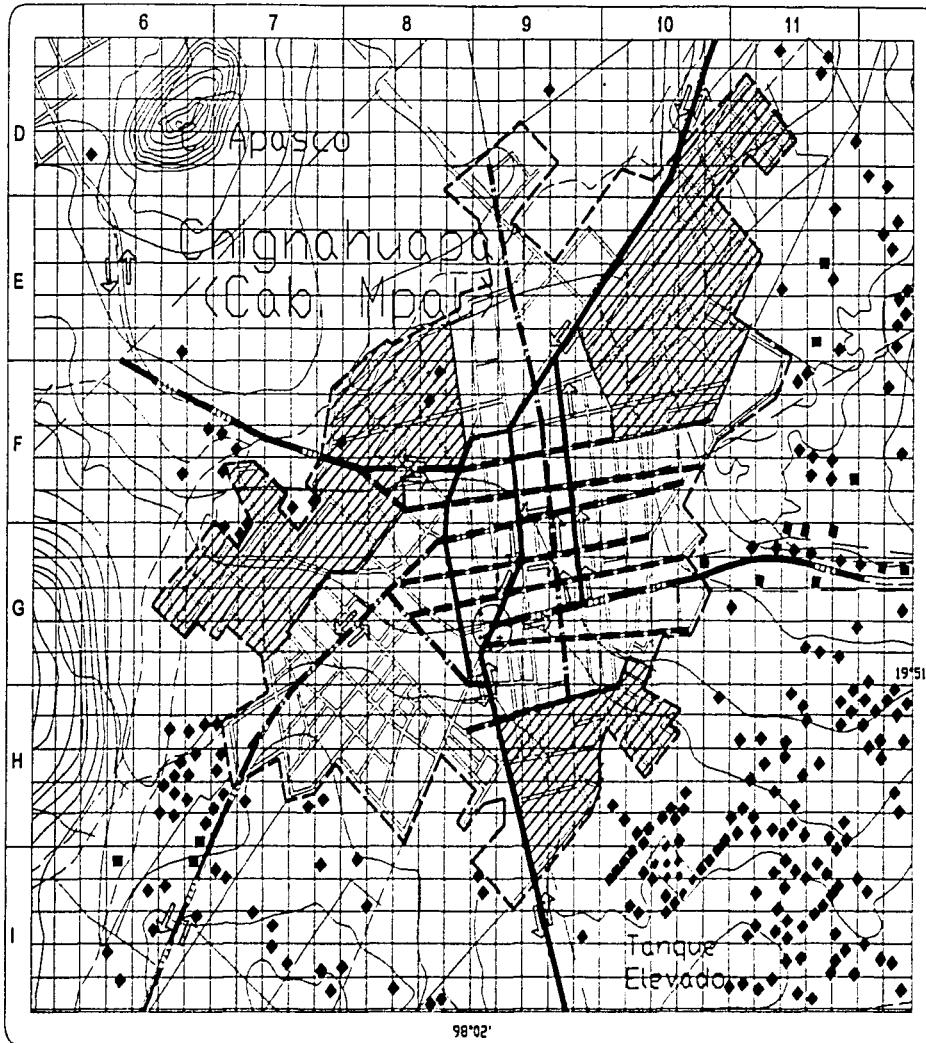 6 7 8 9 10 11
D
C. Apasco
Chignahuapan
E
(Cab. Mpal.)
F
G
19°51'
H
I
Tanque
Elevado
98°02'